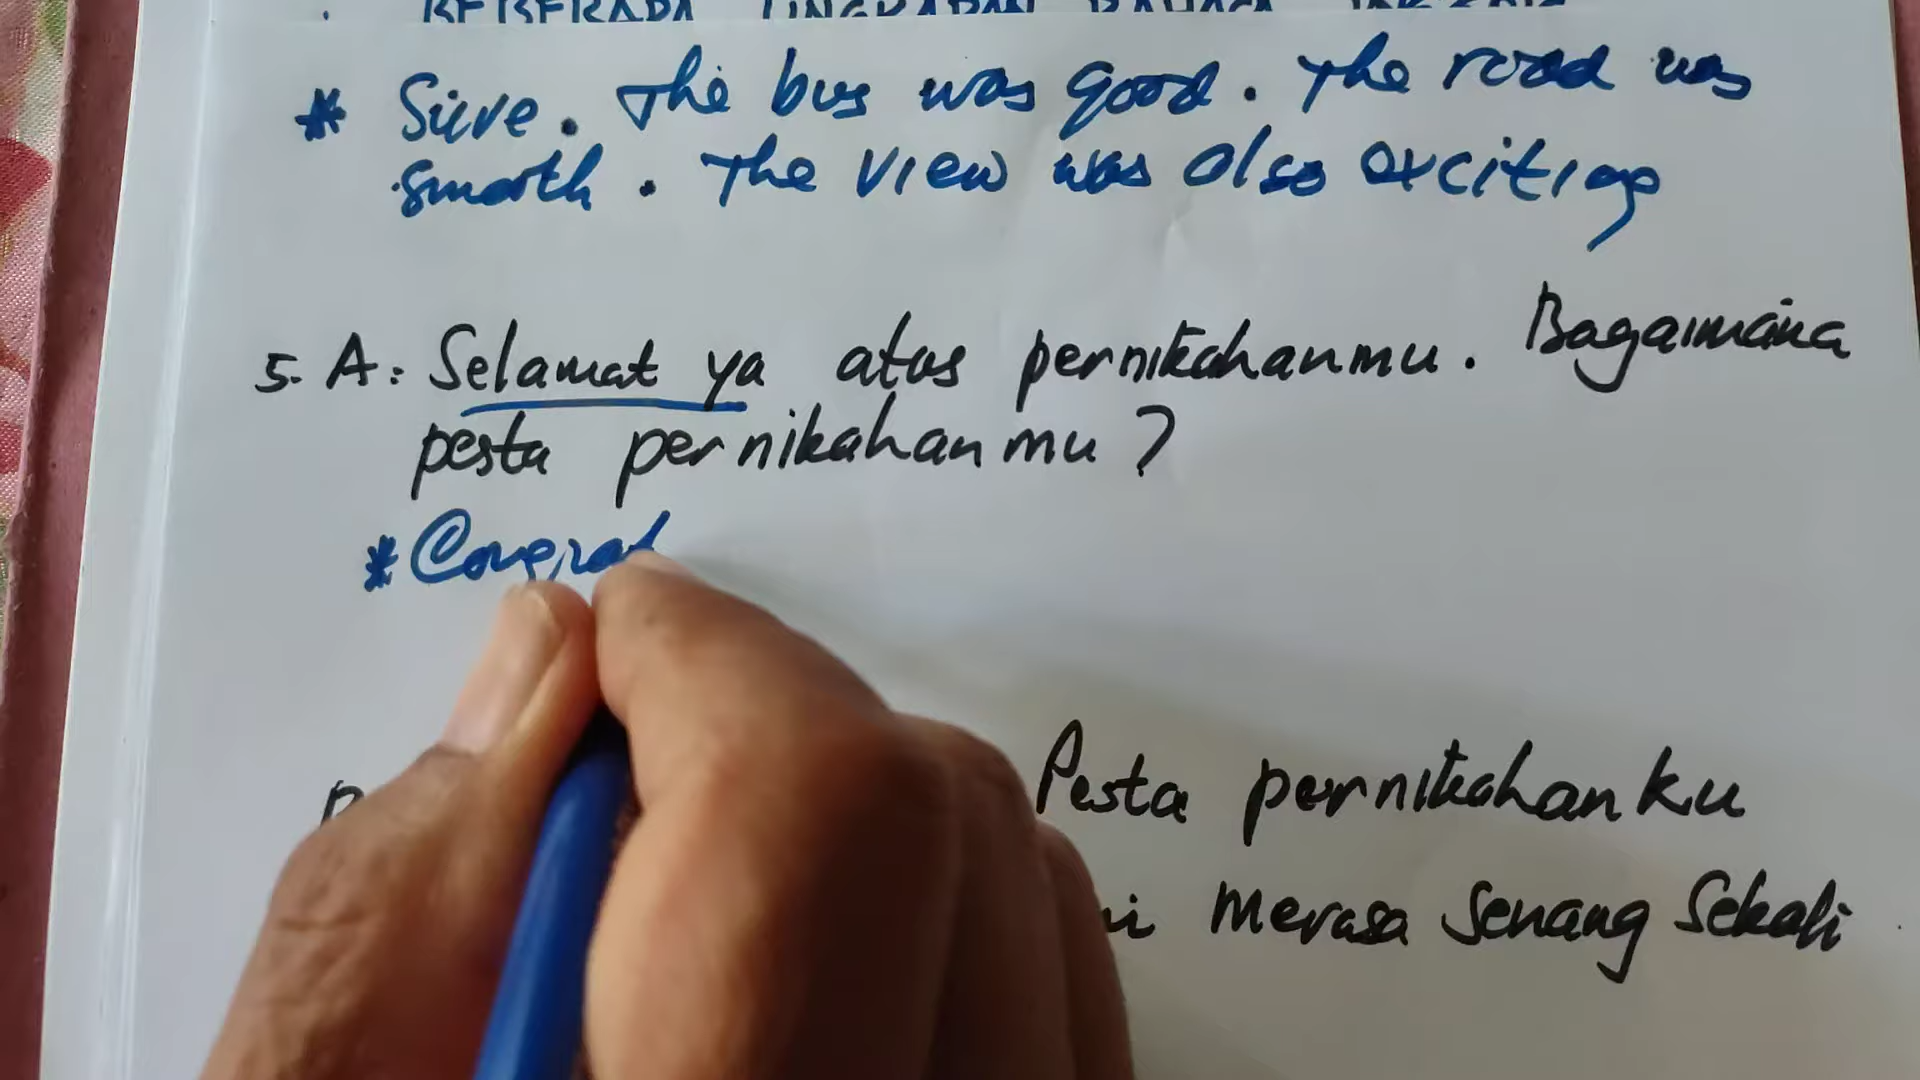 * Sure. The bus was good. The road was
smooth. The view was also exciting
5. A: Selamat ya atas pernikahanmu. Bagaimana
pesta pernikahanmu?
* Congrat
Pesta pernikahanku
merasa senang sekali